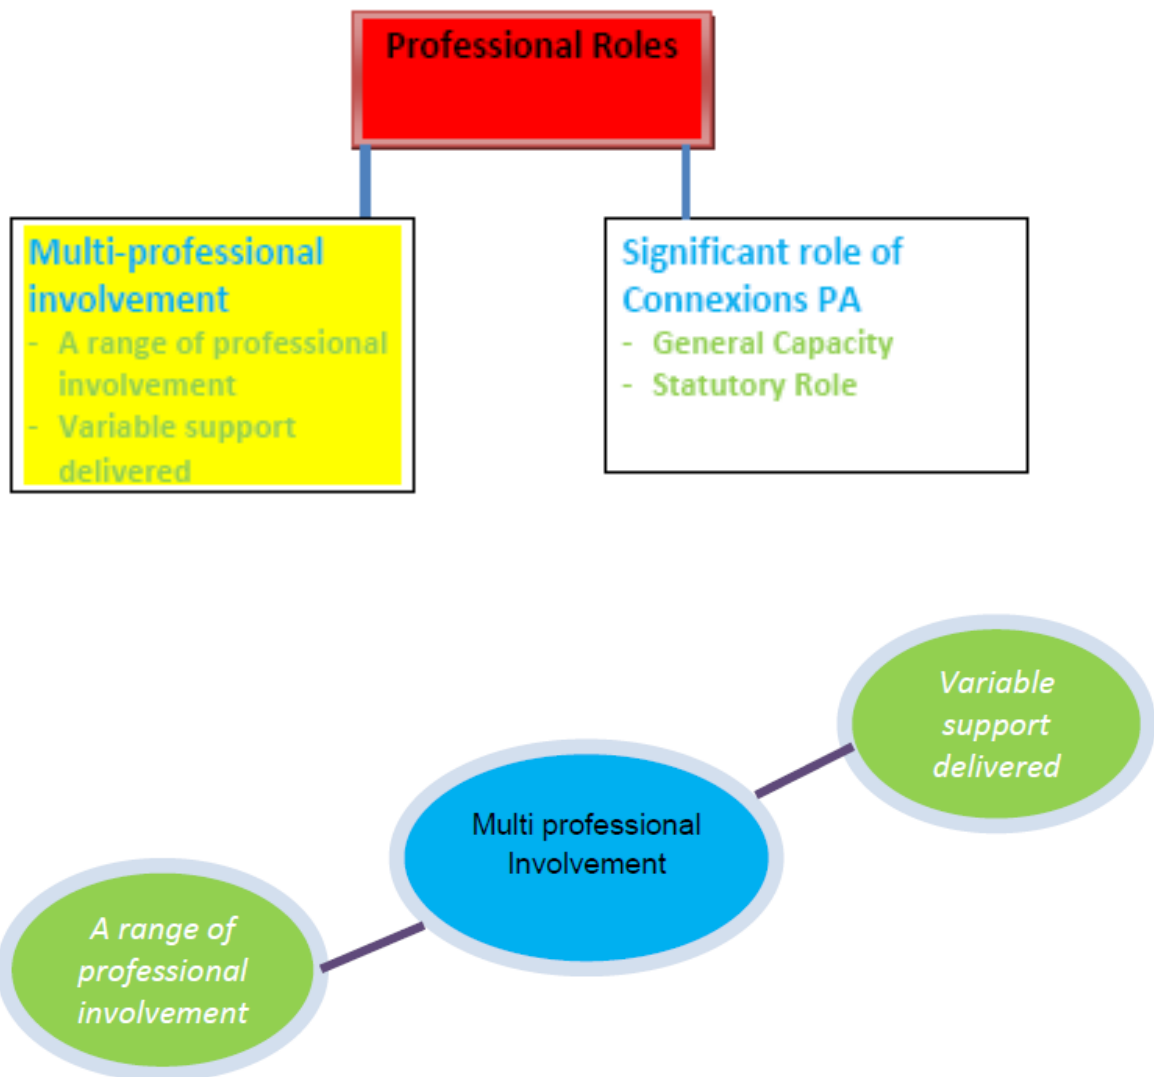 Professional Roles
Multi-professional
involvement
- A range of professional
involvement
- Variable support
delivered
Significant role of
Connexions PA
- General Capacity
- Statutory Role
Variable
support
delivered
Multi professional
Involvement
A range of
professional
involvement